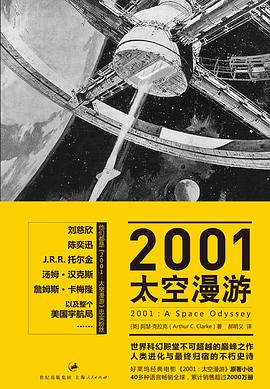 刘慈欣
陈奕迅
J.R.R. 托尔金
汤姆·汉克斯
詹姆斯·卡梅隆
以及整个
美国宇航局
……
他们都是《2001：太空漫游》忠实粉丝
2001
太空漫游
2001：A Space Odyssey
[英] 阿瑟·克拉克（Arthur C. Clarke）著 郝明义 译
世界科幻殿堂不可超越的巅峰之作
人类进化与最终归宿的不朽史诗
好莱坞经典电影《2001：太空漫游》原著小说
40多种语言畅销全球，累计销售超过2000万册
世纪出版集团 上海人民出版社